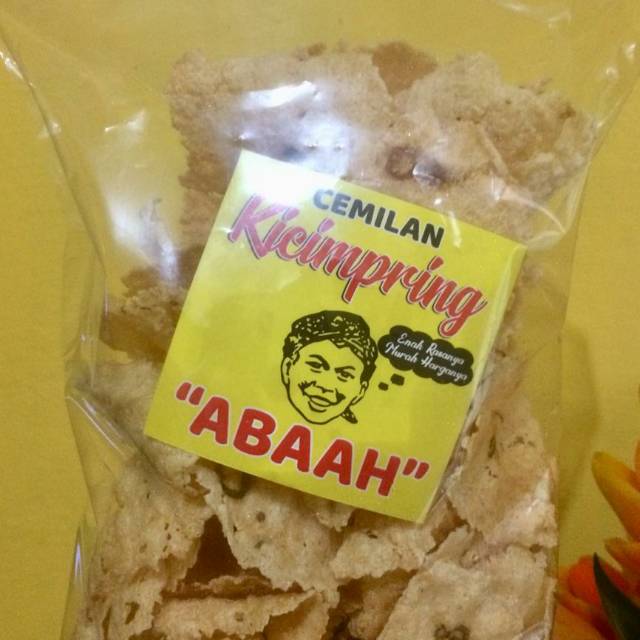 CEMILAN
Kicimpring
Enak Rasanya
Murah Harganya
"ABAAH"